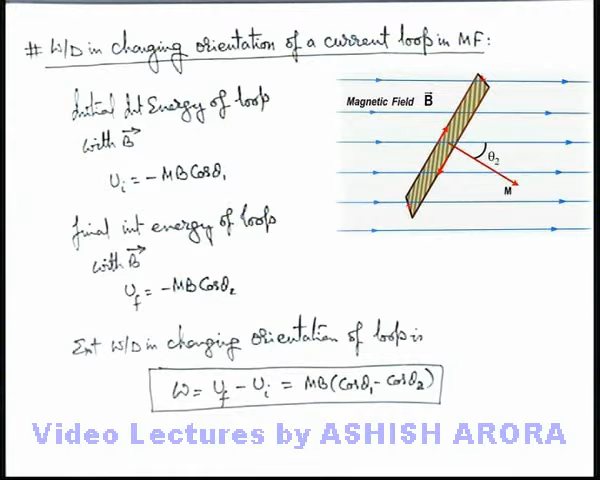 # W/D in changing orientation of a current loop in MF:
Initial Int Energy of loop
with B⃗
Uᵢ = -MB Cosθ₁
final int energy of loop
with B⃗
U_f = -MB Cosθ₂
Ext W/D in changing orientation of loop is
W = U_f - Uᵢ = MB(Cosθ₁ - Cosθ₂)
Magnetic Field B⃗
θ₂
M
Video Lectures by ASHISH ARORA